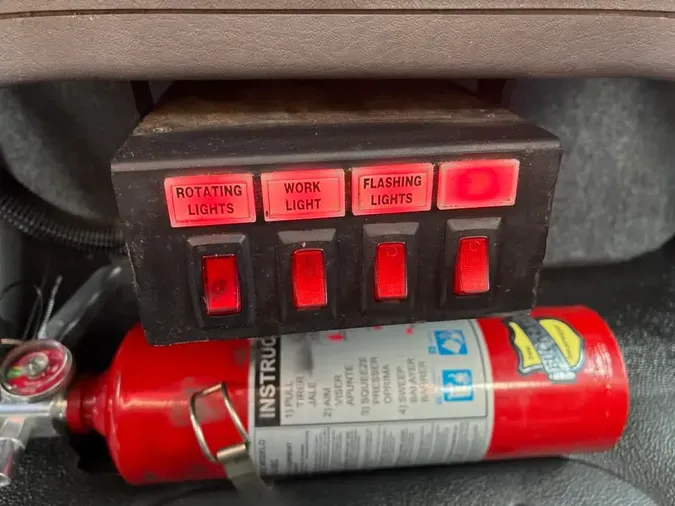 ROTATING
LIGHTS
WORK
LIGHT
FLASHING
LIGHTS
INSTRUC
1) PULL
TIRER
JALE
2) AIM
VISER
APUNTE
3) SQUEEZE
PRESSER
OPRIMA
4) SWEEP
BALAYER
BARRER